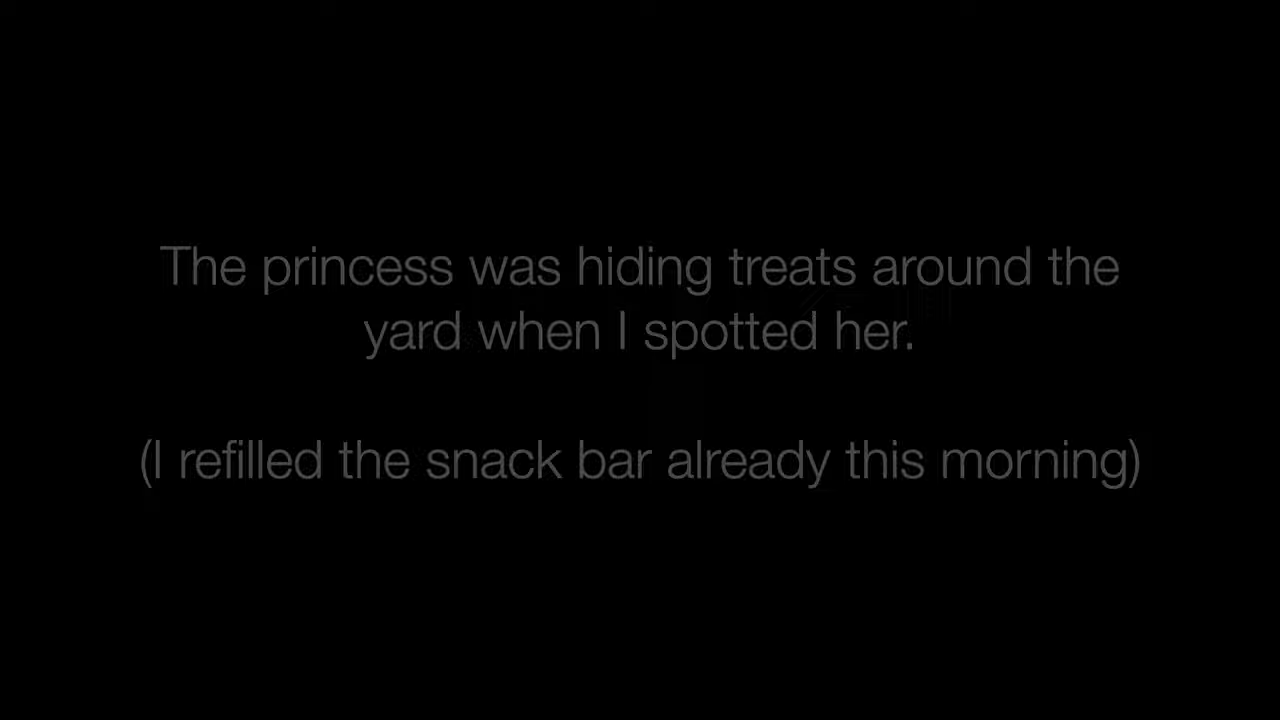 The princess was hiding treats around the
yard when I spotted her.
(I refilled the snack bar already this morning)